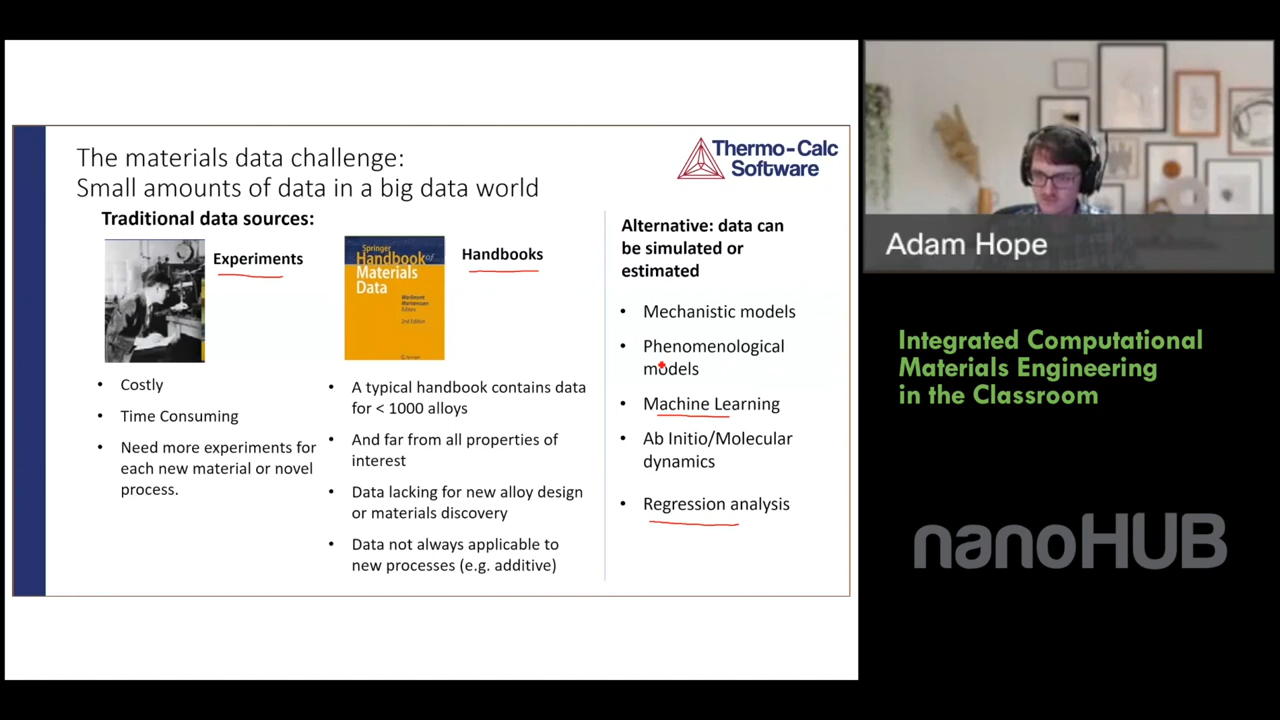 The materials data challenge:
Small amounts of data in a big data world
Thermo-Calc
Software
Traditional data sources:
Experiments
Springer
Handbook of
Materials
Data
Warlimont
Martienssen
Editors
2nd Edition
Springer
Handbooks
Costly
Time Consuming
Need more experiments for
each new material or novel
process.
A typical handbook contains data
for < 1000 alloys
And far from all properties of
interest
Data lacking for new alloy design
or materials discovery
Data not always applicable to
new processes (e.g. additive)
Alternative: data can
be simulated or
estimated
Mechanistic models
Phenomenological
models
Machine Learning
Ab Initio/Molecular
dynamics
Regression analysis
Adam Hope
Integrated Computational
Materials Engineering
in the Classroom
nanoHUB